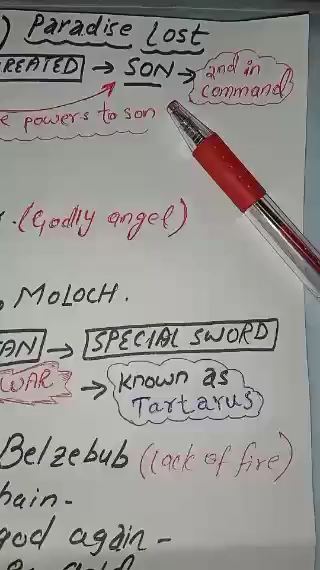 ) Paradise Lost
REATED → SON → 2nd in command
e powers to son
. (Godly angel)
, MOLOCH.
AN → SPECIAL SWORD
WAR → known as Tartarus
Belzebub (lack of fire)
hain-
god again-